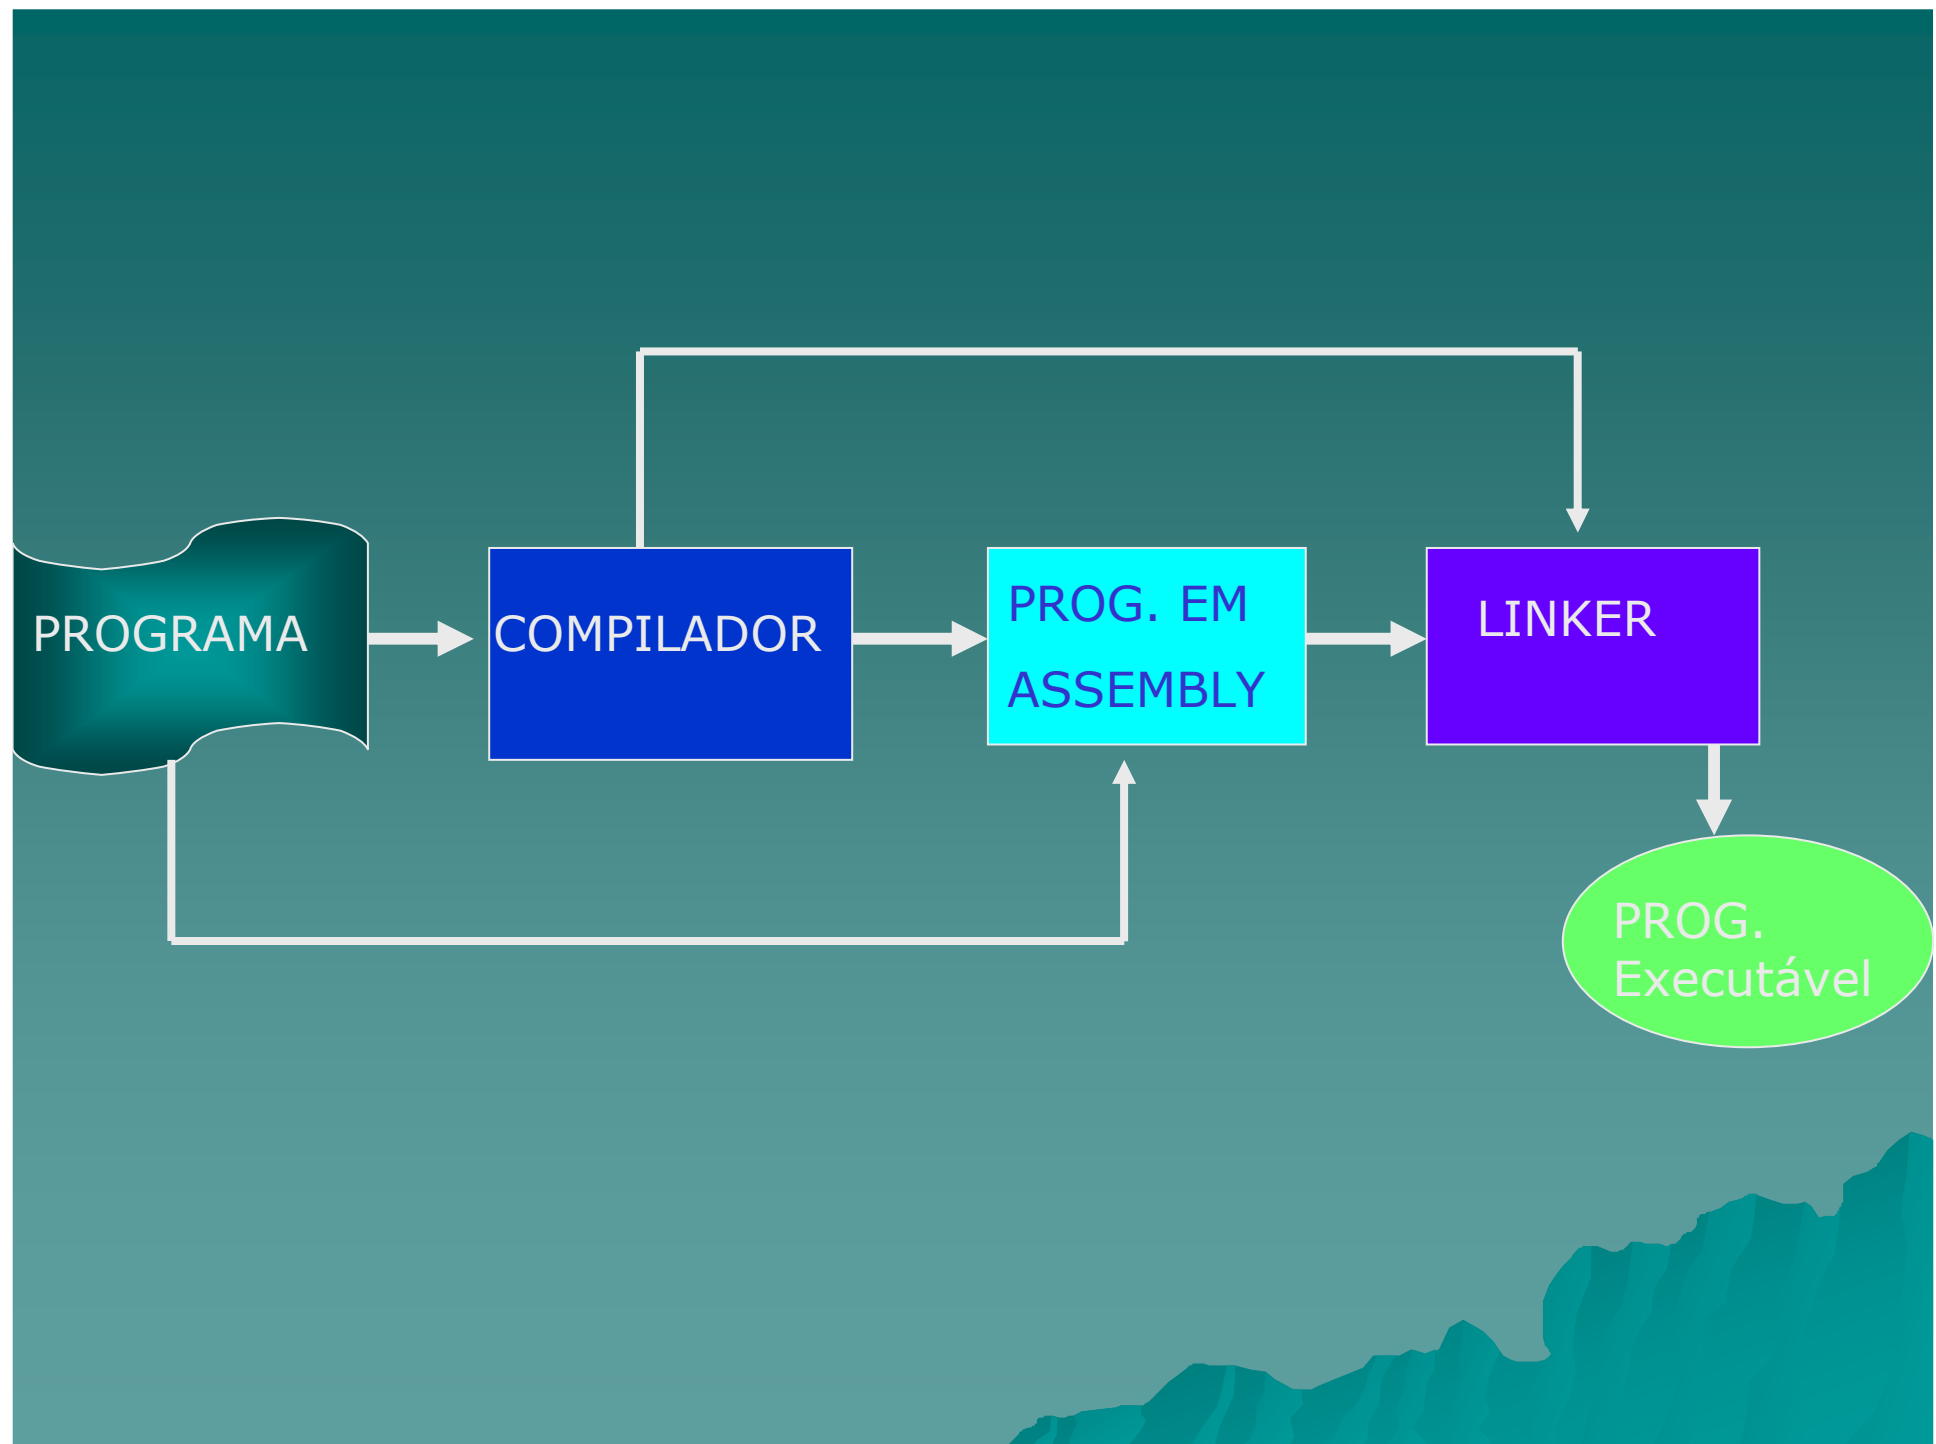 PROGRAMA
COMPILADOR
PROG. EM
ASSEMBLY
LINKER
PROG.
Executável